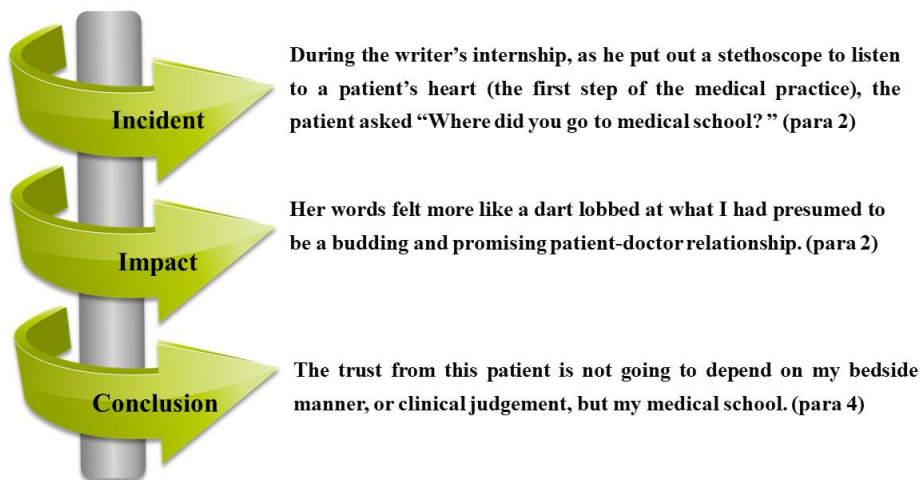 Incident
During the writer’s internship, as he put out a stethoscope to listen
to a patient’s heart (the first step of the medical practice), the
patient asked “Where did you go to medical school? ” (para 2)
Impact
Her words felt more like a dart lobbed at what I had presumed to
be a budding and promising patient-doctor relationship. (para 2)
Conclusion
The trust from this patient is not going to depend on my bedside
manner, or clinical judgement, but my medical school. (para 4)